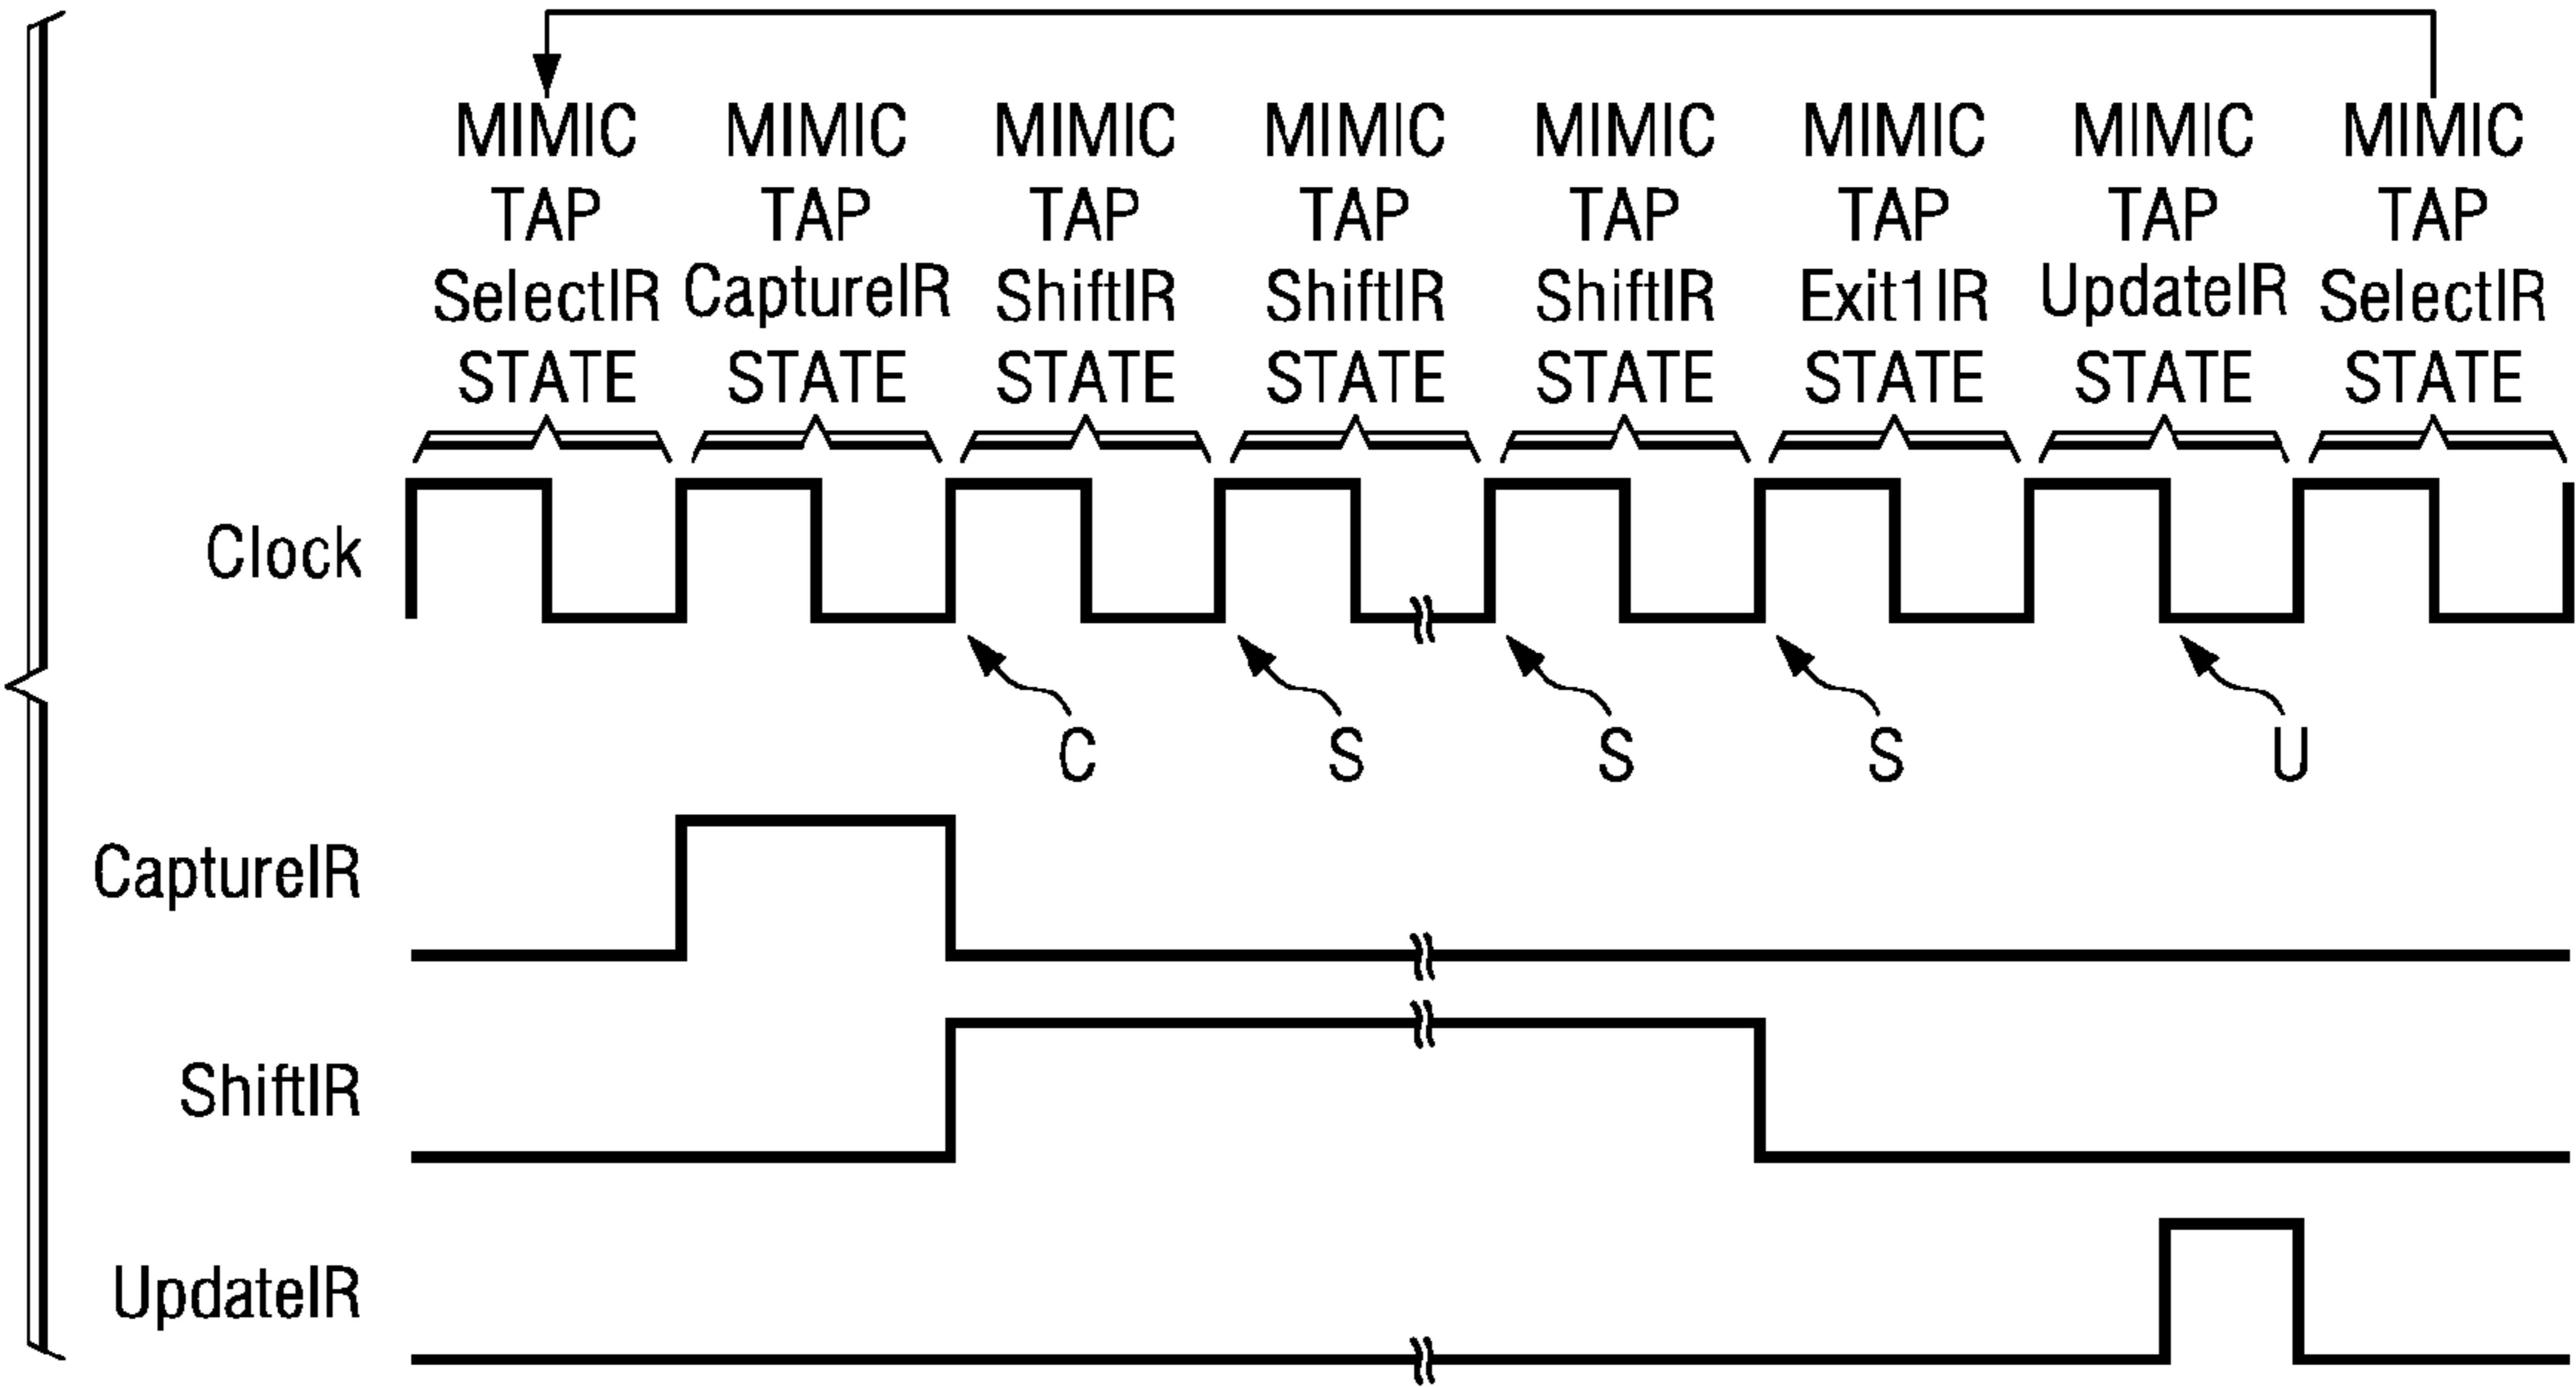 MIMIC MIMIC MIMIC MIMIC MIMIC MIMIC MIMIC MIMIC
TAP TAP TAP TAP TAP TAP TAP TAP
SelectIR CaptureIR ShiftIR ShiftIR ShiftIR Exit1IR UpdateIR SelectIR
STATE STATE STATE STATE STATE STATE STATE STATE
Clock
C S S S U
CaptureIR
ShiftIR
UpdateIR